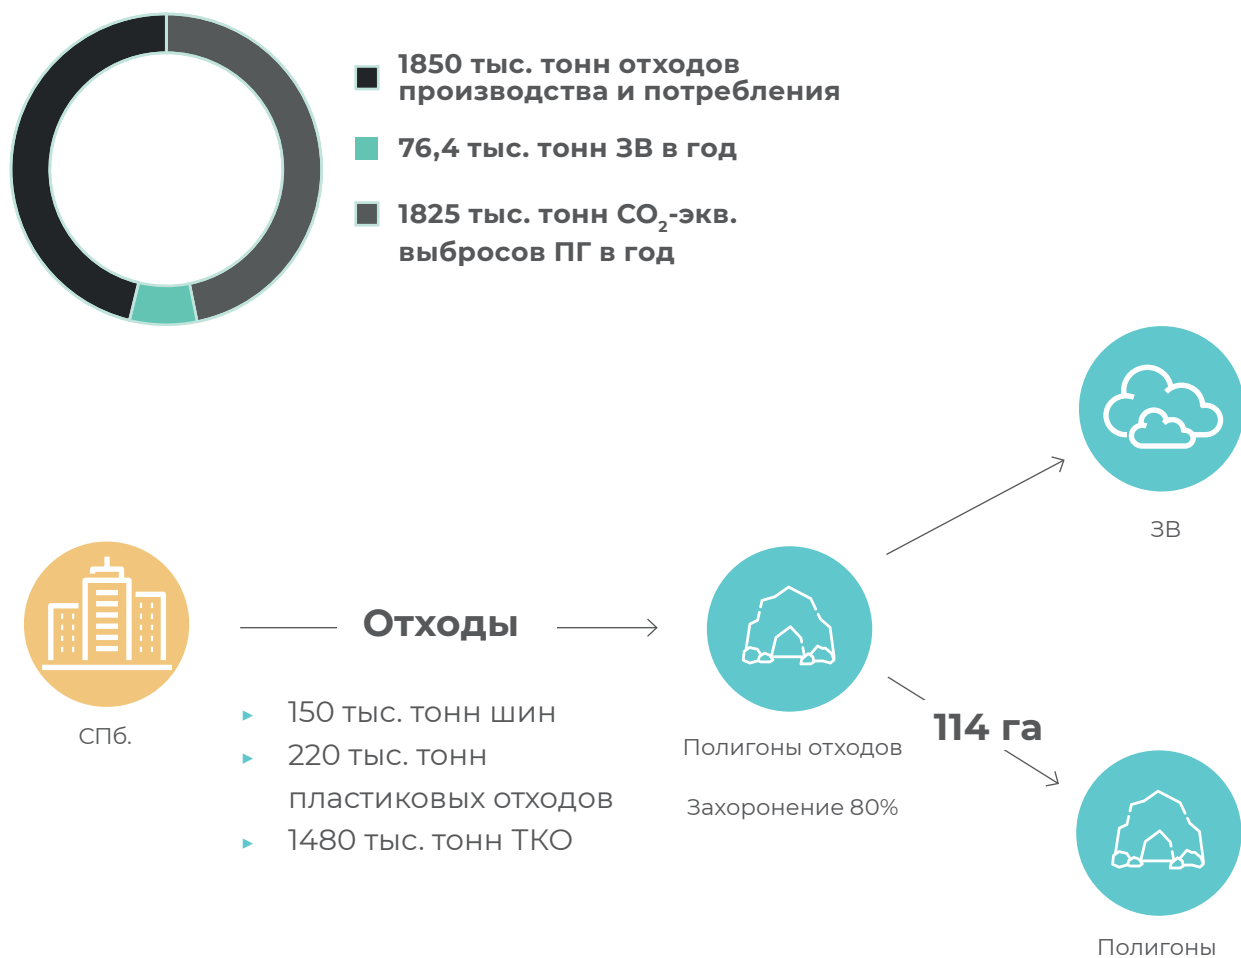 1850 тыс. тонн отходов
производства и потребления
76,4 тыс. тонн ЗВ в год
1825 тыс. тонн CO₂-экв.
выбросов ПГ в год
ЗВ
Отходы
СПб.
150 тыс. тонн шин
220 тыс. тонн
пластиковых отходов
1480 тыс. тонн ТКО
Полигоны отходов
Захоронение 80%
114 га
Полигоны